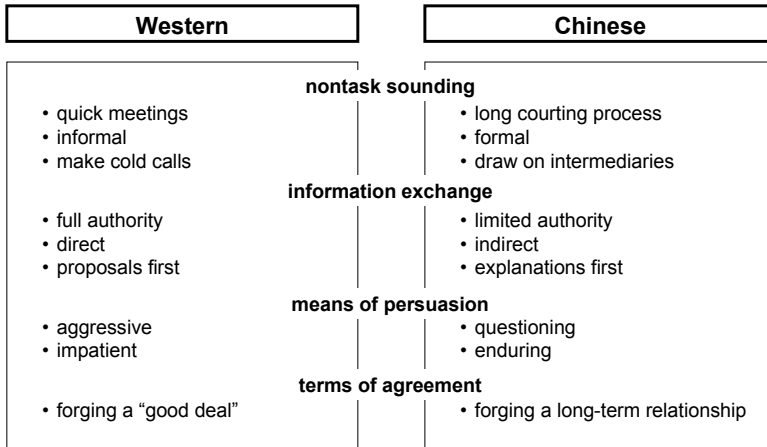 Western
Chinese
nontask sounding
• quick meetings
• informal
• make cold calls
• long courting process
• formal
• draw on intermediaries
information exchange
• full authority
• direct
• proposals first
• limited authority
• indirect
• explanations first
means of persuasion
• aggressive
• impatient
• questioning
• enduring
terms of agreement
• forging a “good deal”
• forging a long-term relationship